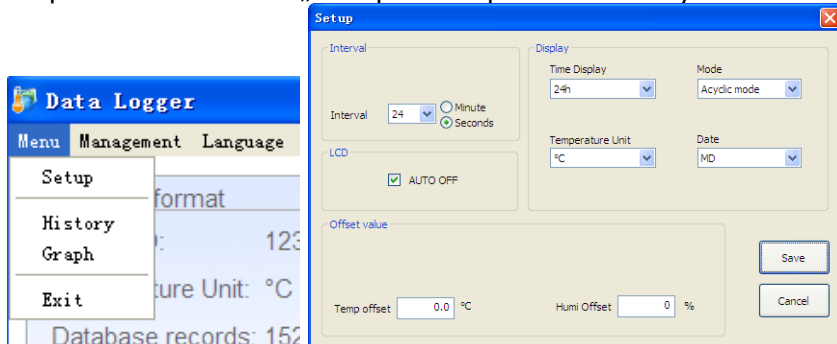 Data Logger
Menu Management Language
Setup
History
Graph
Exit
format
123
ture Unit: °C
Database records: 152
Setup
Interval
Interval 24 Minute
Seconds
LCD
AUTO OFF
Display
Time Display Mode
24h Acyclic mode
Temperature Unit Date
°C MD
Offset value
Temp offset 0.0 °C Humi Offset 0 %
Save
Cancel